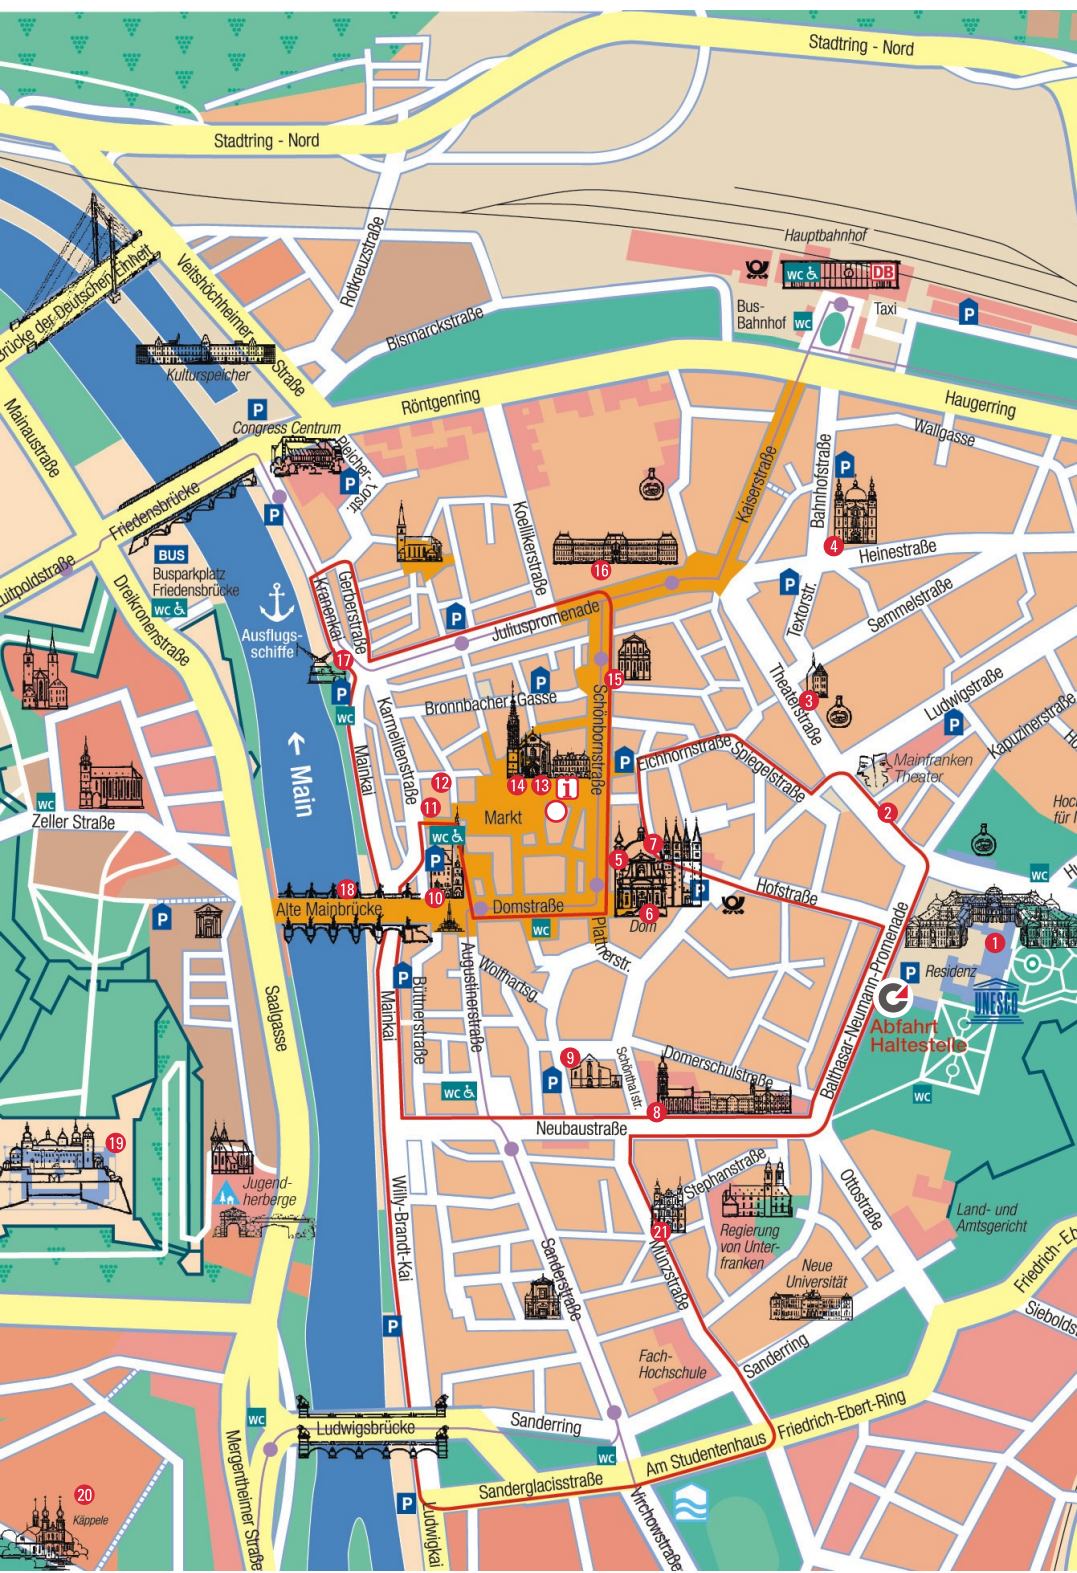 Stadtring - Nord
Stadtring - Nord
Hauptbahnhof
WC
DB
Bus-
Bahnhof
WC
Taxi
P
Rotkreuzstraße
Veitshöchheimer
Straße
Brücke der Deutschen Einheit
Bismarckstraße
Kulturspeicher
Röntgenring
Haugerring
Wallgasse
Mainaustraße
P
Congress Centrum
Pleicher-
torstr.
P
P
Kaiserstraße
Bahnhofstraße
P
Friedensbrücke
Koellikerstraße
4
Heinestraße
16
BUS
Busparkplatz
Friedensbrücke
WC
Luitpoldstraße
Dreikronenstraße
Ausflugs-
schiffe
Kranenkai
Gerberstraße
P
Juliuspromenade
P
Textorstr.
Semmelstraße
17
P
WC
15
3
Theaterstraße
Ludwigstraße
P
Kapuzinerstraße
Bronnbacher Gasse
P
Karmelitenstraße
Schönbornstraße
Main
Mainkai
P
Eichhornstraße
Spiegelstraße
Mainfranken
Theater
12
11
14
13
i
Markt
2
WC
Zeller Straße
WC
P
10
5
7
6
Dom
P
Hofstraße
WC
18
Alte Mainbrücke
Domstraße
WC
Plattnerstr.
P
1
Residenz
P
UNESCO
Abfahrt
Haltestelle
Balthasar-Neumann-Promenade
Saalgasse
Mainkai
P
Büttnerstraße
Augustinerstraße
Wolfhartsg.
9
P
Schönthalstr.
Domerschulstraße
8
WC
WC
Neubaustraße
19
Jugend-
herberge
Willy-Brandt-Kai
Stephanstraße
21
Münzstraße
Regierung
von Unter-
franken
Neue
Universität
Ottostraße
Land- und
Amtsgericht
Sanderstraße
P
Fach-
Hochschule
Sanderring
WC
Ludwigsbrücke
Sanderring
WC
Friedrich-Ebert-Ring
Am Studentenhaus
Sanderglacisstraße
Mergentheimer Straße
P
Ludwigkai
Virchowstraße
20
Käppele